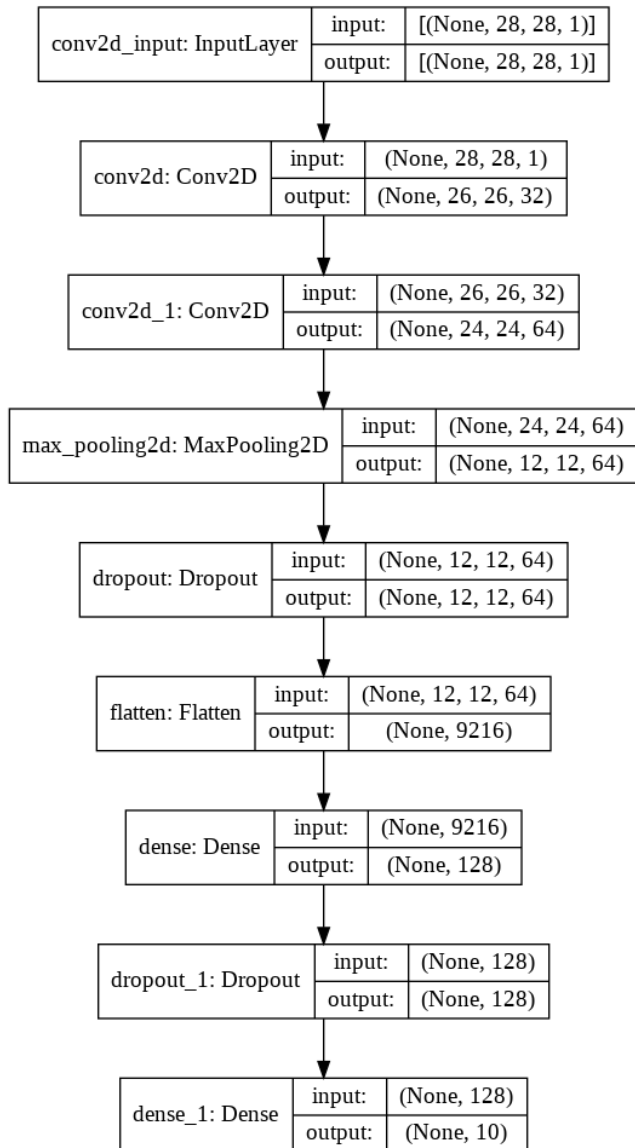 conv2d_input: InputLayer
input: [(None, 28, 28, 1)]
output: [(None, 28, 28, 1)]
conv2d: Conv2D
input: (None, 28, 28, 1)
output: (None, 26, 26, 32)
conv2d_1: Conv2D
input: (None, 26, 26, 32)
output: (None, 24, 24, 64)
max_pooling2d: MaxPooling2D
input: (None, 24, 24, 64)
output: (None, 12, 12, 64)
dropout: Dropout
input: (None, 12, 12, 64)
output: (None, 12, 12, 64)
flatten: Flatten
input: (None, 12, 12, 64)
output: (None, 9216)
dense: Dense
input: (None, 9216)
output: (None, 128)
dropout_1: Dropout
input: (None, 128)
output: (None, 128)
dense_1: Dense
input: (None, 128)
output: (None, 10)